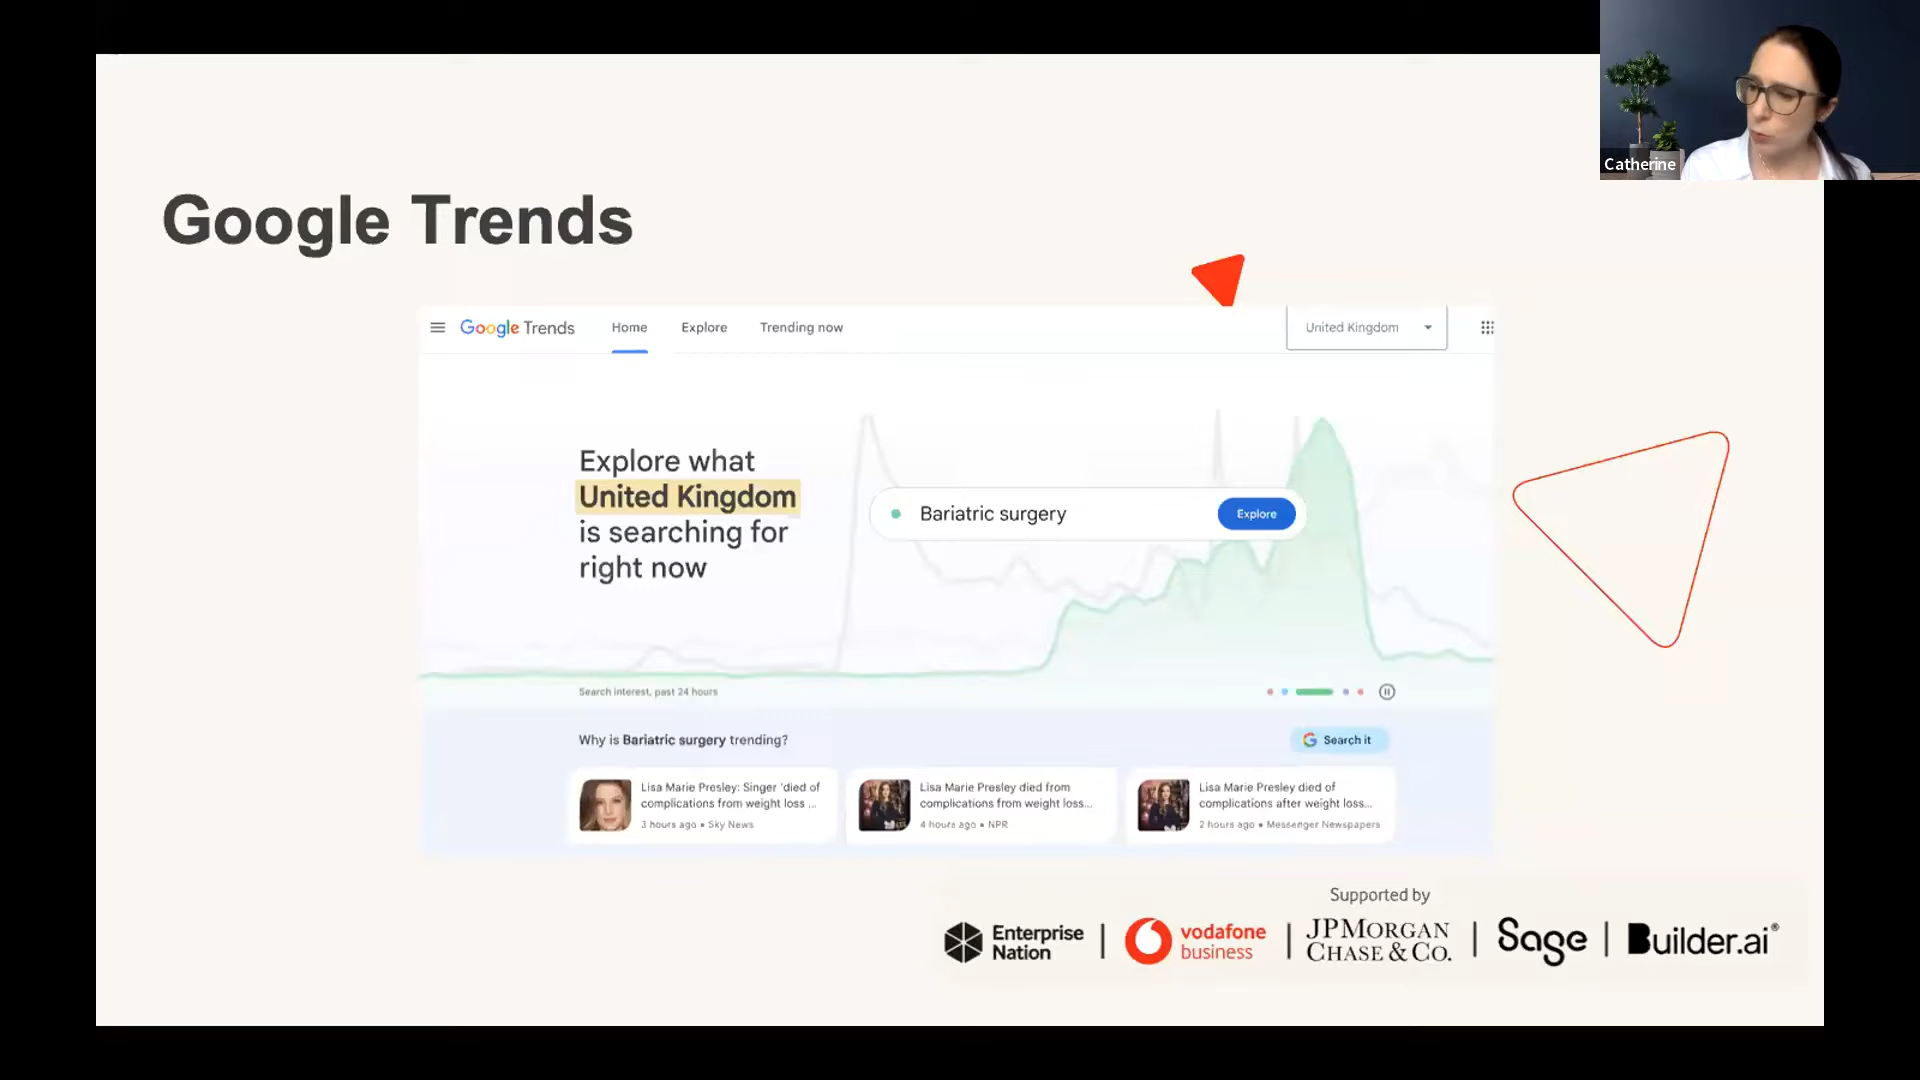 Catherine
Google Trends
Google Trends
Home
Explore
Trending now
United Kingdom
Explore what
United Kingdom
is searching for
right now
Bariatric surgery
Explore
Search interest, past 24 hours
Why is Bariatric surgery trending?
Search it
Lisa Marie Presley: Singer 'died of
complications from weight loss ...
3 hours ago • Sky News
Lisa Marie Presley died from
complications from weight loss...
4 hours ago • NPR
Lisa Marie Presley died of
complications after weight loss...
2 hours ago • Messenger Newspapers
Supported by
Enterprise
Nation
vodafone
business
JPMORGAN
CHASE & CO.
Sage
Builder.ai®